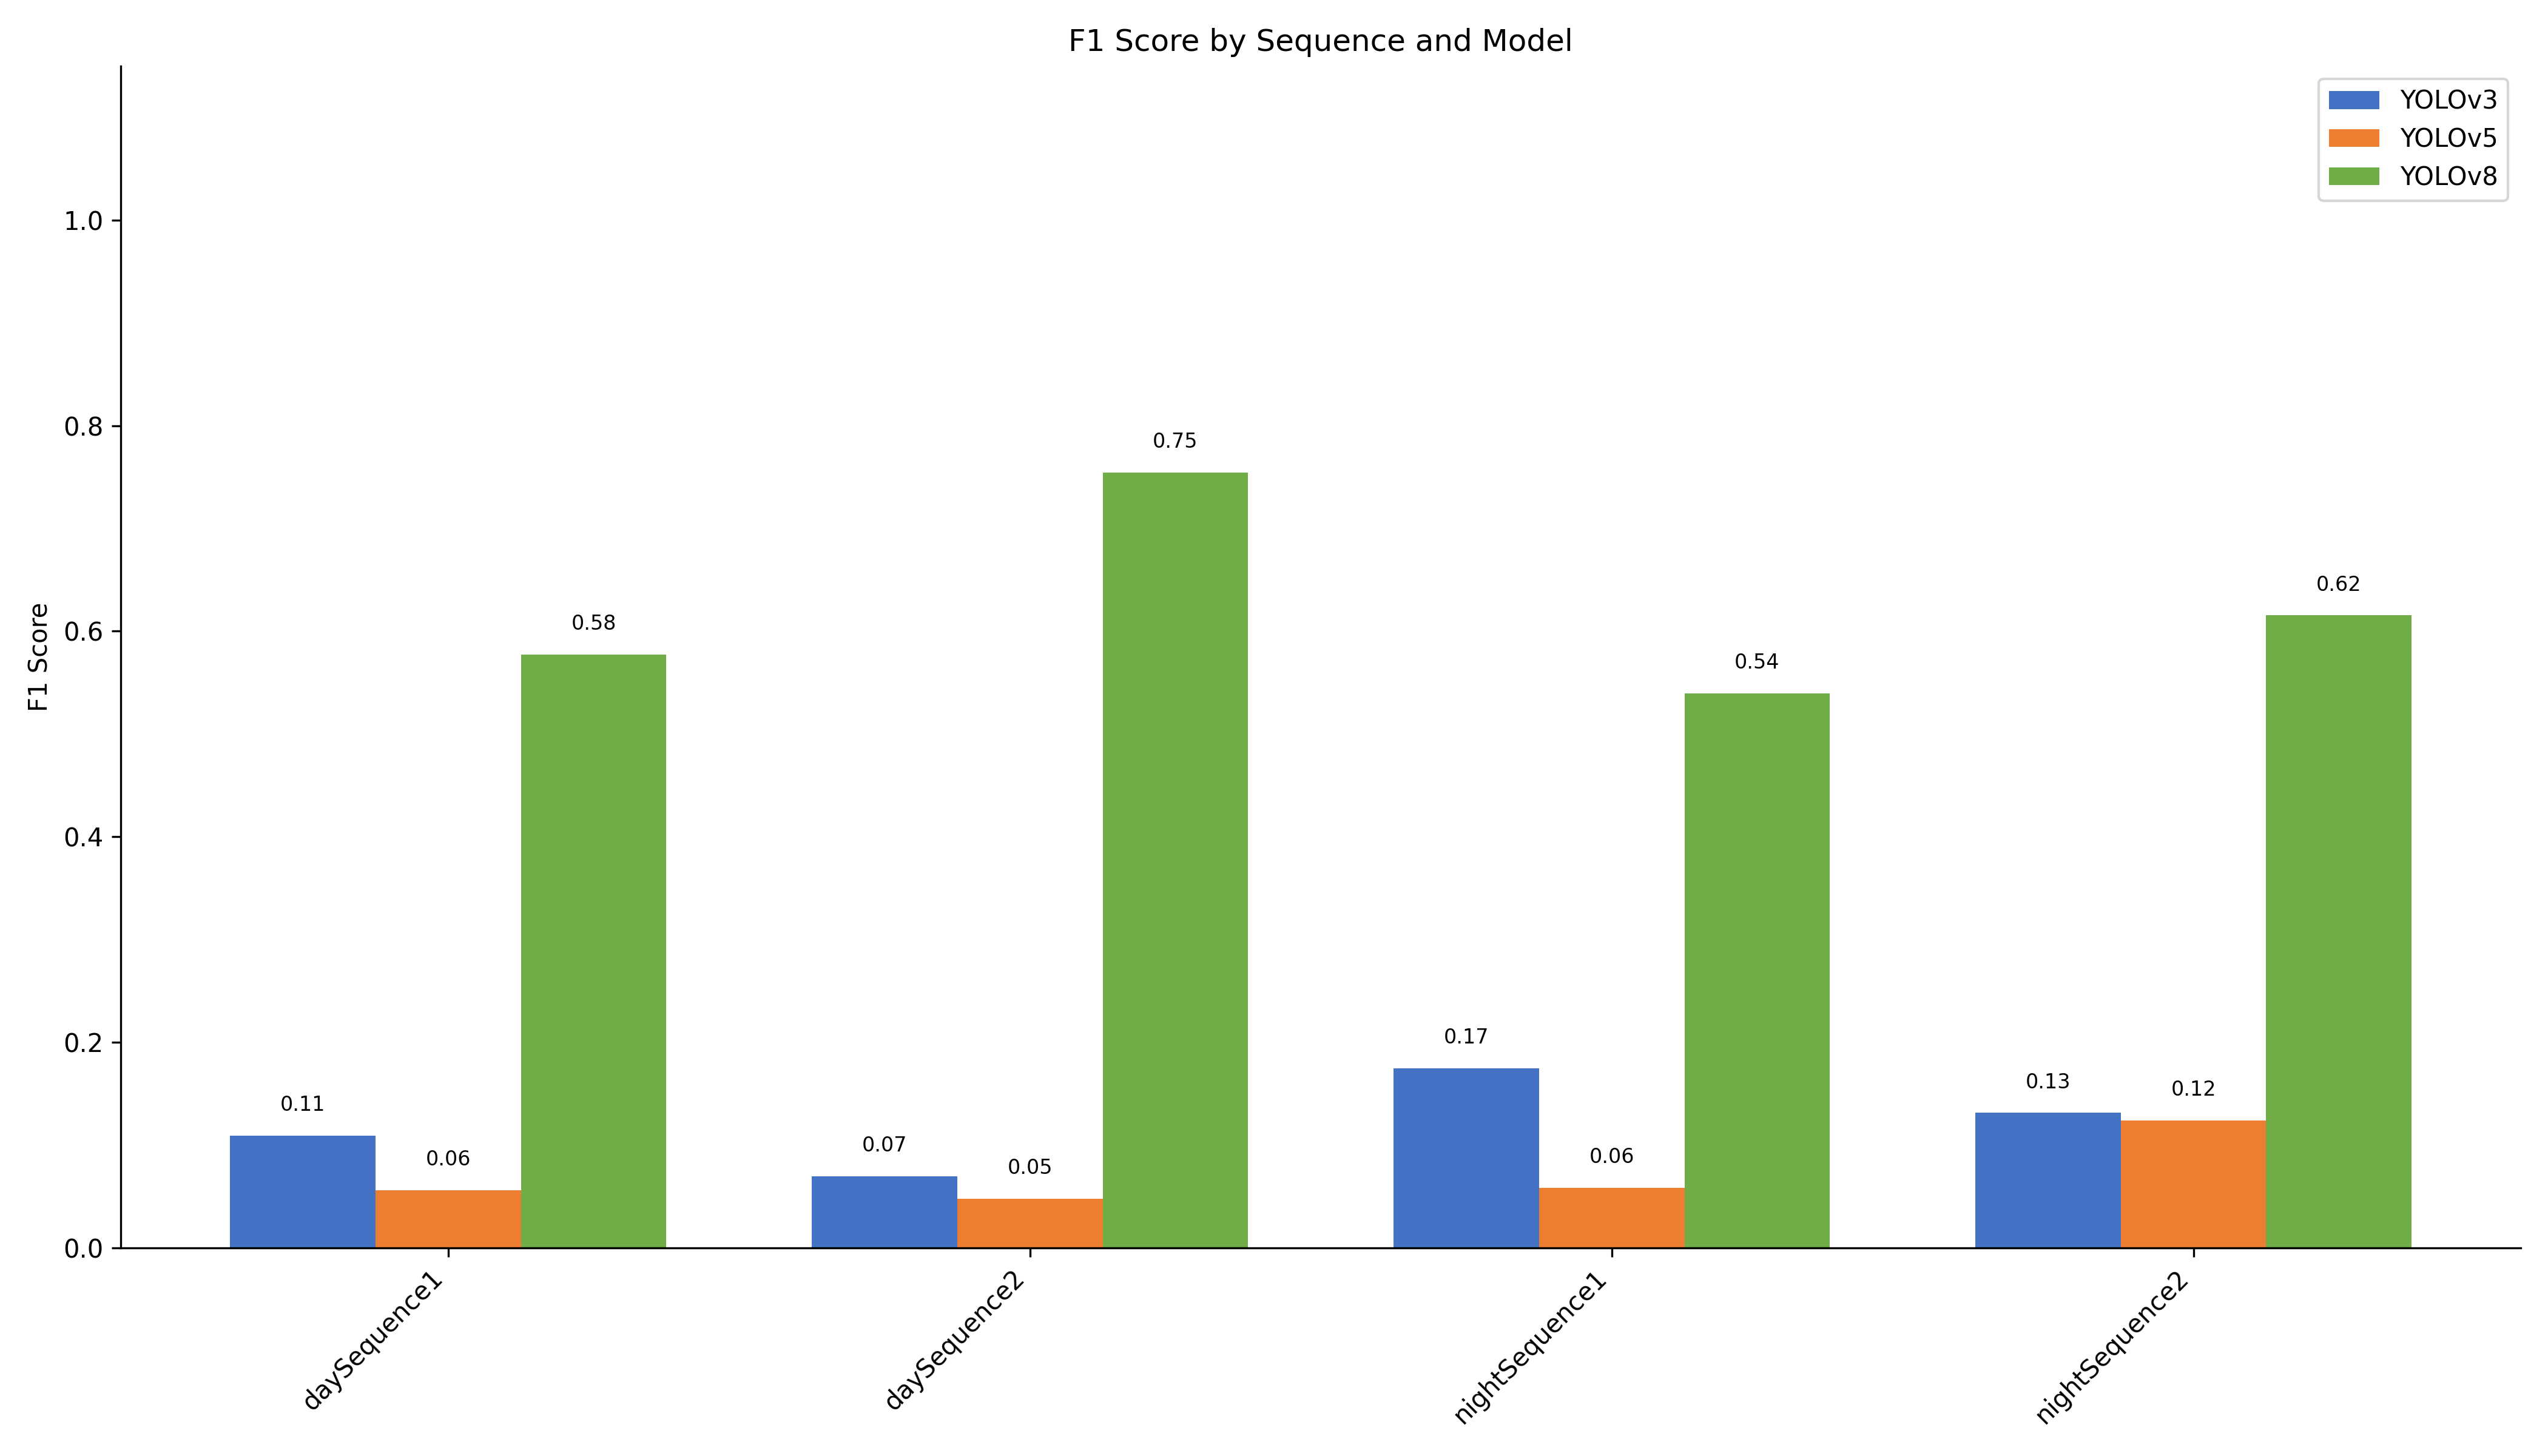 F1 Score by Sequence and Model
YOLOv3
YOLOv5
YOLOv8
F1 Score
1.0
0.8
0.6
0.4
0.2
0.0
0.11
0.06
0.58
0.07
0.05
0.75
0.17
0.06
0.54
0.13
0.12
0.62
daySequence1
daySequence2
nightSequence1
nightSequence2